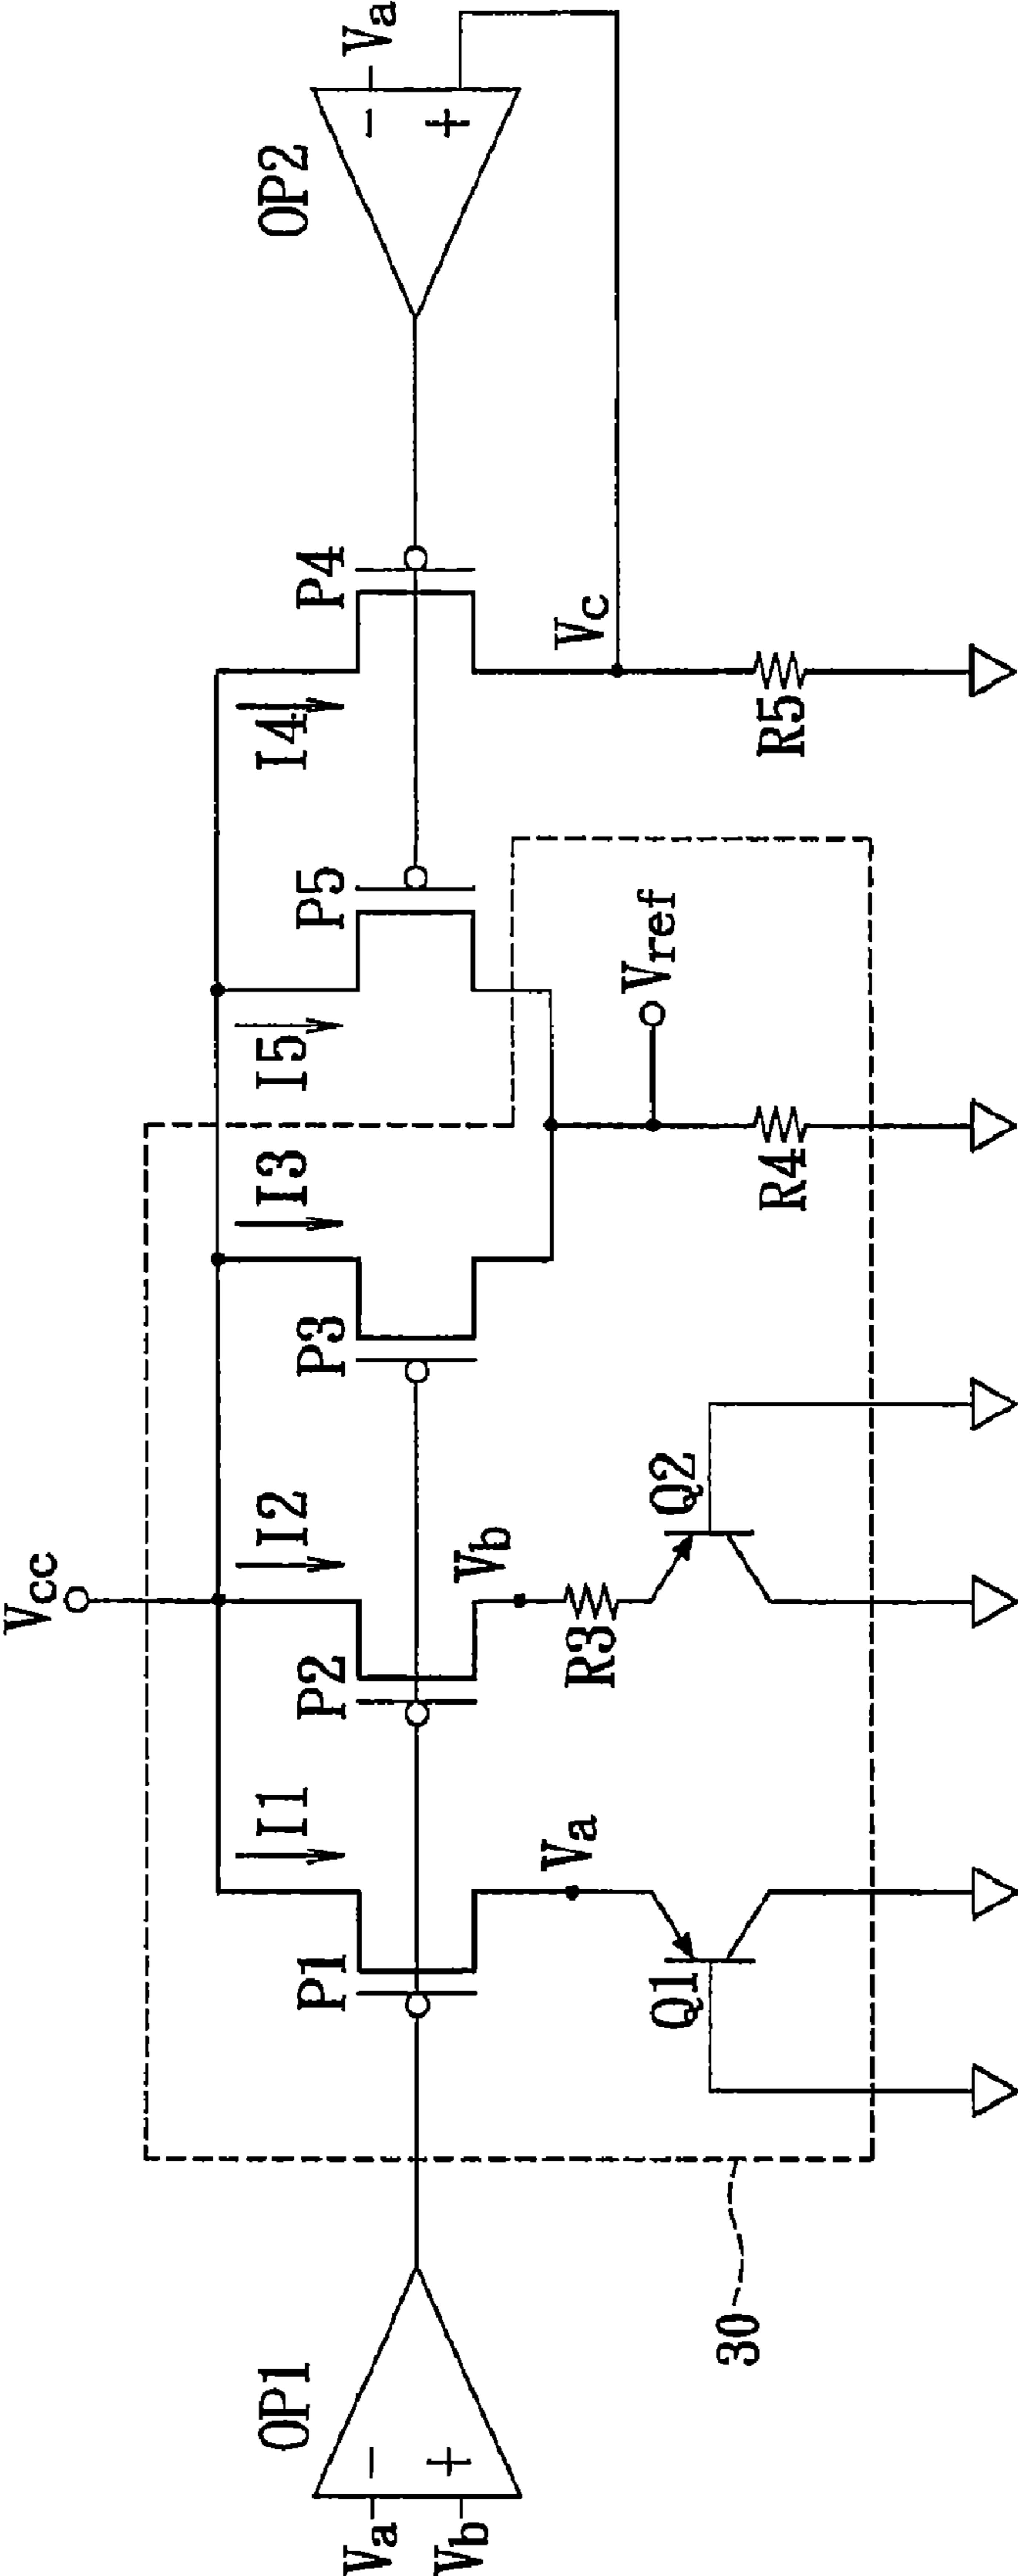 Vcc
I1
I2
I3
I5
I4
OP1
P1
P2
P3
P5
P4
OP2
Va
−
Vb
+
−
Va
+
Va
Vb
Vc
R3
Vref
Q1
Q2
R4
R5
30